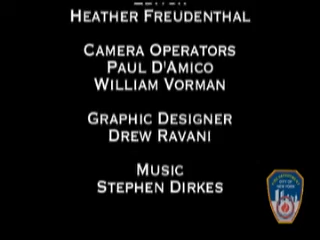 HEATHER FREUDENTHAL
CAMERA OPERATORS
PAUL D'AMICO
WILLIAM VORMAN
GRAPHIC DESIGNER
DREW RAVANI
MUSIC
STEPHEN DIRKES